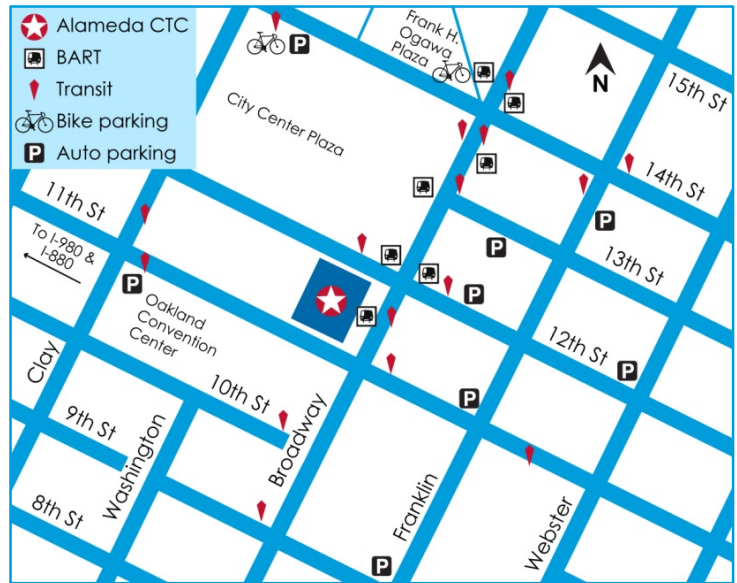 Alameda CTC
BART
Transit
Bike parking
P Auto parking
P
Frank H.
Ogawa
Plaza
N
15th St
City Center Plaza
14th St
11th St
P
13th St
To I-980 &
I-880
P
P
P
Oakland
Convention
Center
12th St
P
Clay
10th St
P
9th St
Washington
Broadway
Franklin
Webster
8th St
P